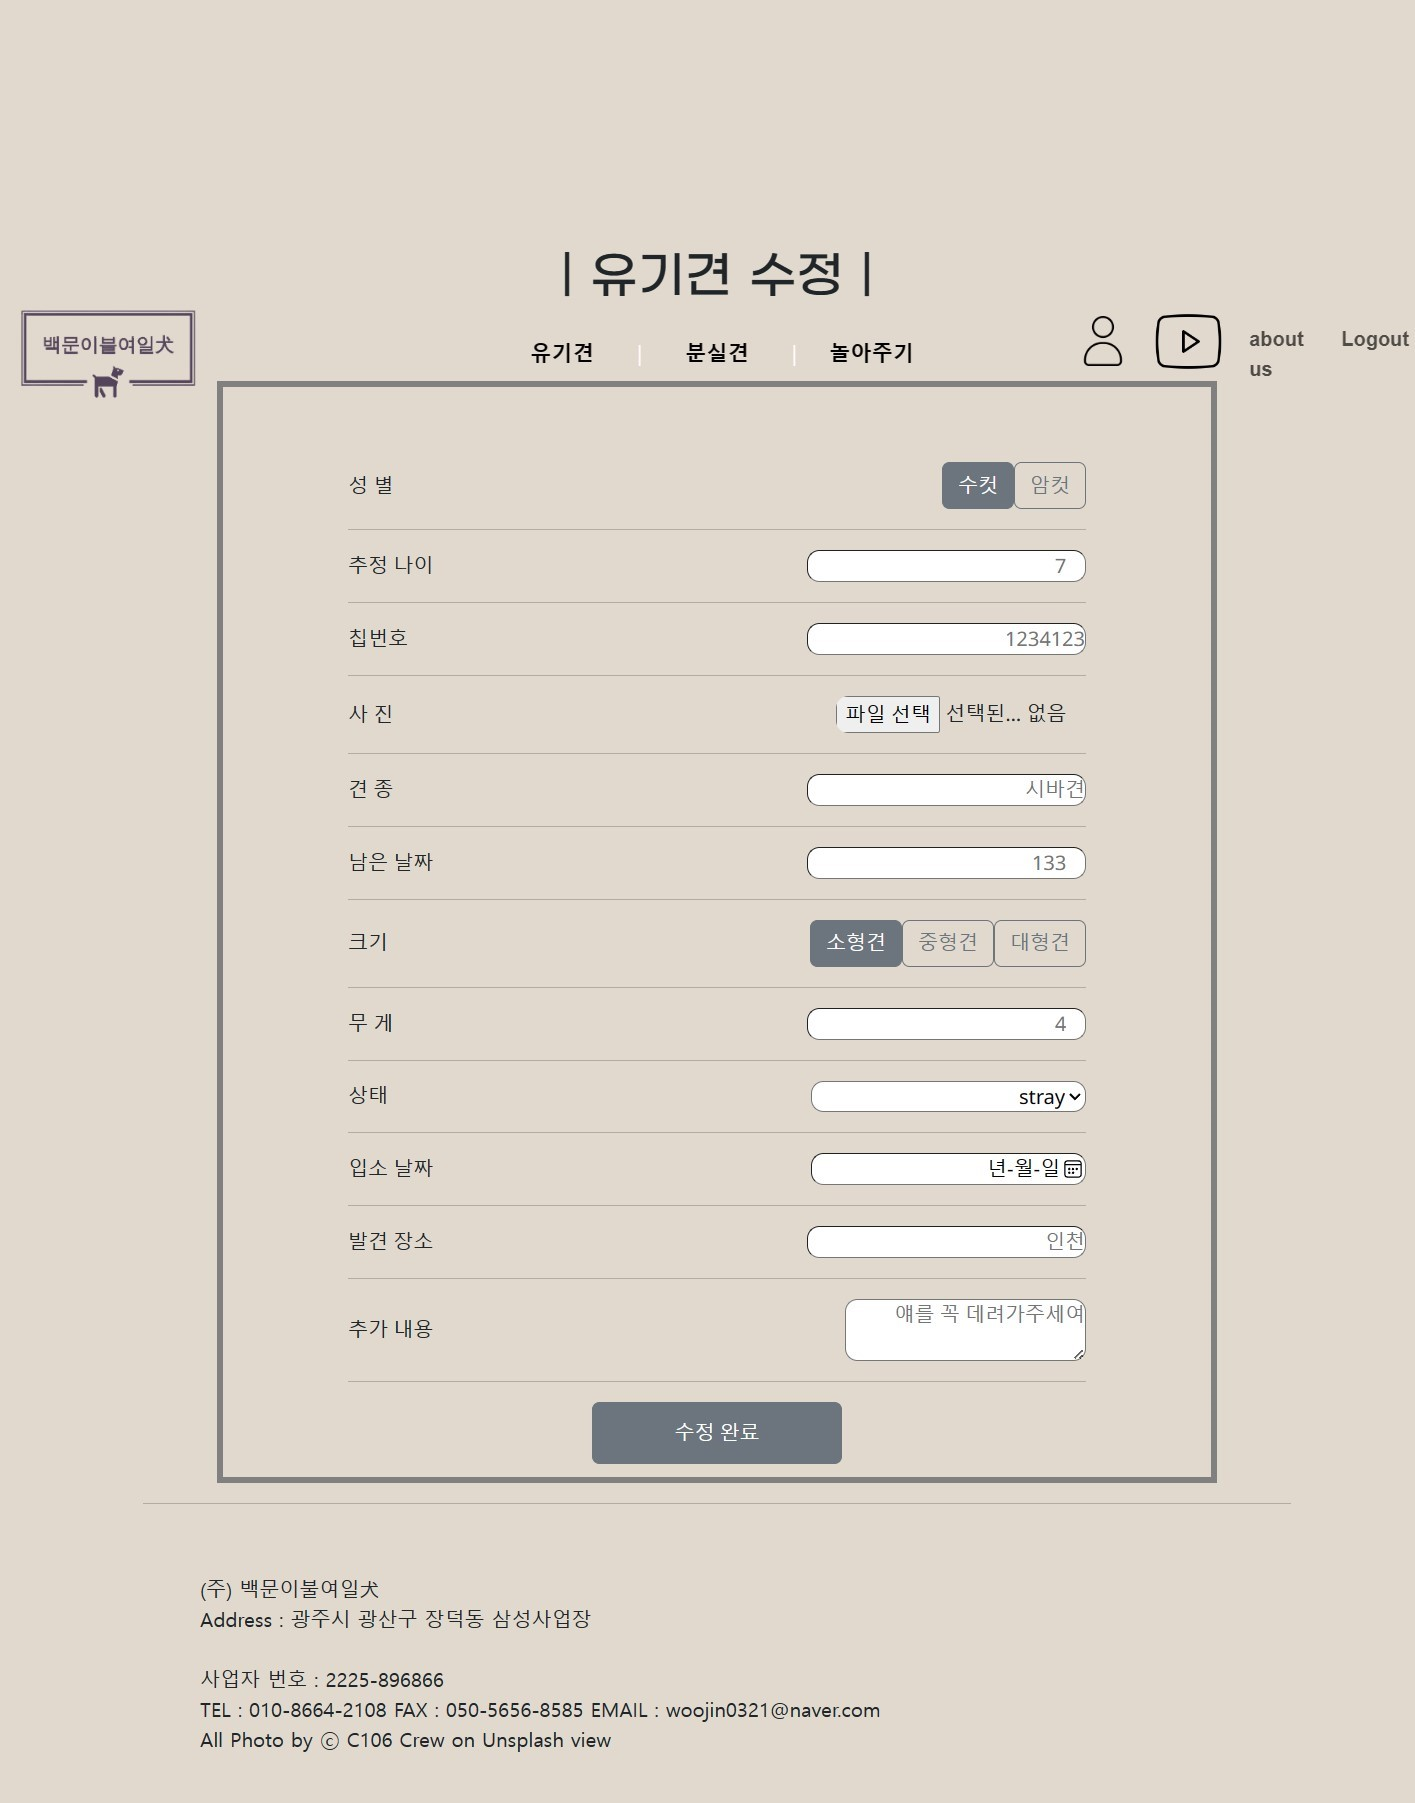 | 유기견 수정 |
백문이불여일犬
유기견 | 분실견 | 놀아주기
about us
Logout
성 별 수컷 암컷
추정 나이 7
칩번호 1234123
사 진 파일 선택 선택된... 없음
견 종 시바견
남은 날짜 133
크기 소형견 중형견 대형견
무 게 4
상태 stray
입소 날짜 년-월-일
발견 장소 인천
추가 내용 얘를 꼭 데려가주세여
수정 완료
(주) 백문이불여일犬
Address : 광주시 광산구 장덕동 삼성사업장
사업자 번호 : 2225-896866
TEL : 010-8664-2108 FAX : 050-5656-8585 EMAIL : woojin0321@naver.com
All Photo by ⓒ C106 Crew on Unsplash view